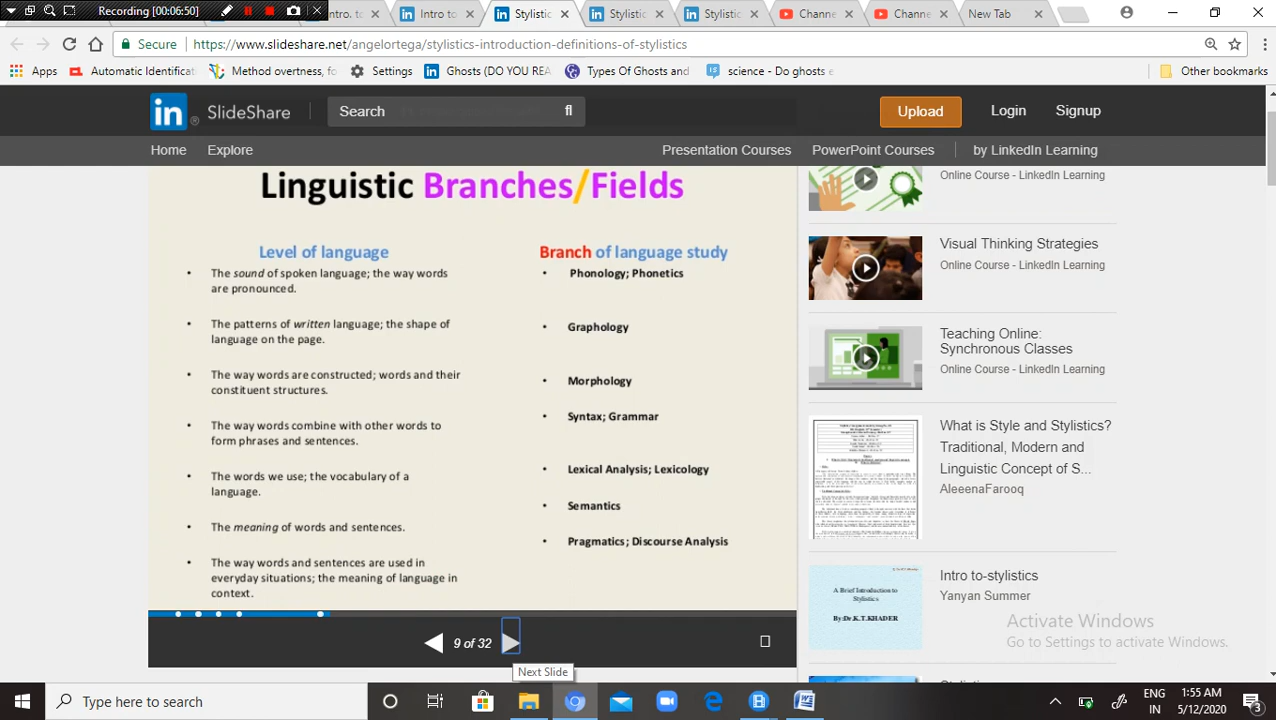 Recording [00:06:50]
ntro. ts
Intro to
Stylistic
Stylistic
Stylistic
Channe
Channe
New Tab
Secure
https://www.slideshare.net/angelortega/stylistics-introduction-definitions-of-stylistics
Apps
Automatic Identificat
Method overtness, fo
Settings
Ghosts (DO YOU REA
Types Of Ghosts and
science - Do ghosts e
Other bookmarks
in SlideShare
Search
fl
Upload
Login
Signup
Home
Explore
Presentation Courses
PowerPoint Courses
by LinkedIn Learning
Linguistic Branches/Fields
Level of language
• The sound of spoken language; the way words
are pronounced.
• The patterns of written language; the shape of
language on the page.
• The way words are constructed; words and their
constituent structures.
• The way words combine with other words to
form phrases and sentences.
• The words we use; the vocabulary of a
language.
• The meaning of words and sentences.
• The way words and sentences are used in
everyday situations; the meaning of language in
context.
Branch of language study
• Phonology; Phonetics
• Graphology
• Morphology
• Syntax; Grammar
• Lexical Analysis; Lexicology
• Semantics
• Pragmatics; Discourse Analysis
9 of 32
Next Slide
Online Course - LinkedIn Learning
Visual Thinking Strategies
Online Course - LinkedIn Learning
Teaching Online:
Synchronous Classes
Online Course - LinkedIn Learning
What is Style and Stylistics?
Traditional, Modern and
Linguistic Concept of S...
AleeenaFarooq
A Brief Introduction to
Stylistics
By:Dr.K.T.KHADER
Intro to-stylistics
Yanyan Summer
Activate Windows
Go to Settings to activate Windows.
Type here to search
ENG
IN
1:55 AM
5/12/2020
3